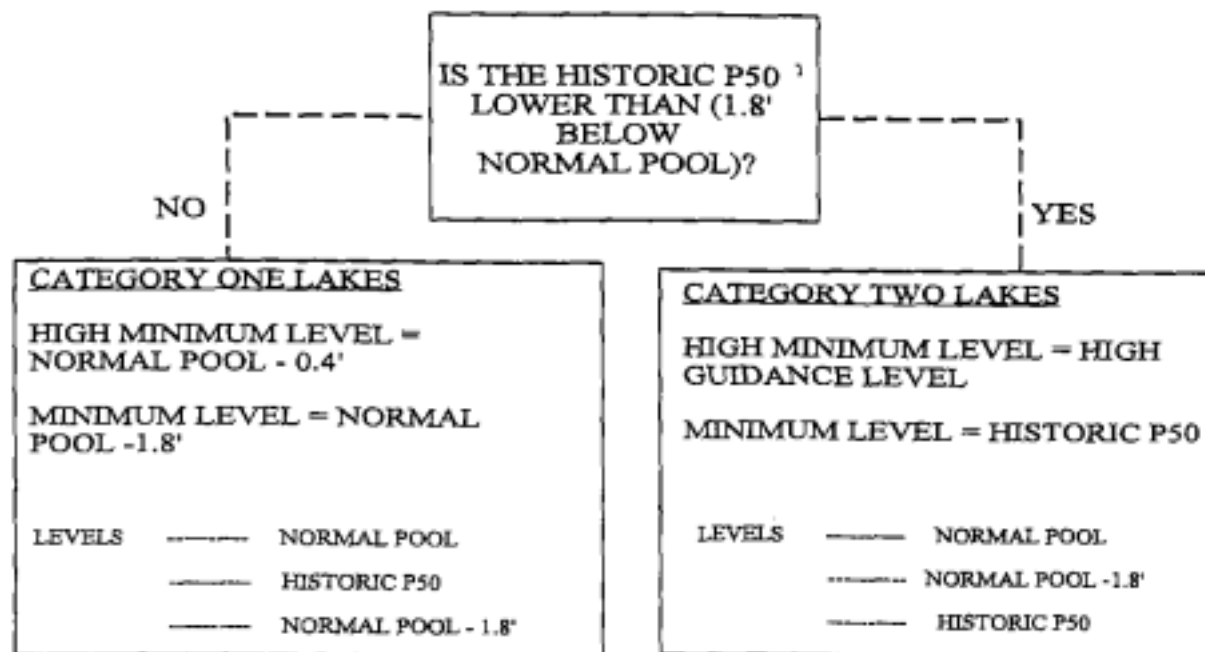 IS THE HISTORIC P50
LOWER THAN (1.8'
BELOW
NORMAL POOL)?
NO
YES
CATEGORY ONE LAKES
HIGH MINIMUM LEVEL =
NORMAL POOL - 0.4'
MINIMUM LEVEL = NORMAL
POOL -1.8'
LEVELS NORMAL POOL
HISTORIC P50
NORMAL POOL - 1.8'
CATEGORY TWO LAKES
HIGH MINIMUM LEVEL = HIGH
GUIDANCE LEVEL
MINIMUM LEVEL = HISTORIC P50
LEVELS NORMAL POOL
NORMAL POOL -1.8'
HISTORIC P50